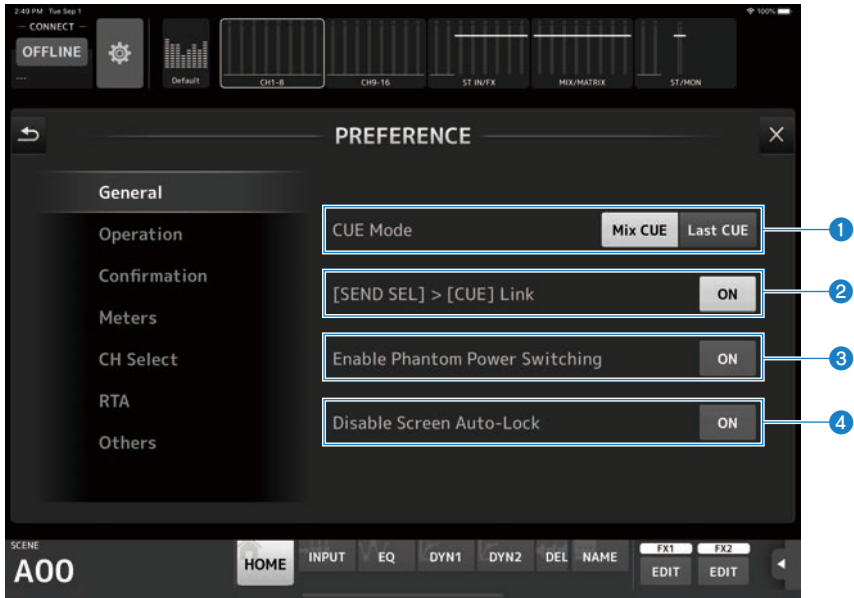 2:49 PM Tue Sep 1 100%
CONNECT
OFFLINE
---
Default CH1-8 CH9-16 ST IN/FX MIX/MATRIX ST/MON
PREFERENCE
General
Operation
Confirmation
Meters
CH Select
RTA
Others
CUE Mode Mix CUE Last CUE 1
[SEND SEL] > [CUE] Link ON 2
Enable Phantom Power Switching ON 3
Disable Screen Auto-Lock ON 4
SCENE
A00
HOME INPUT EQ DYN1 DYN2 DEL NAME
FX1 FX2
EDIT EDIT